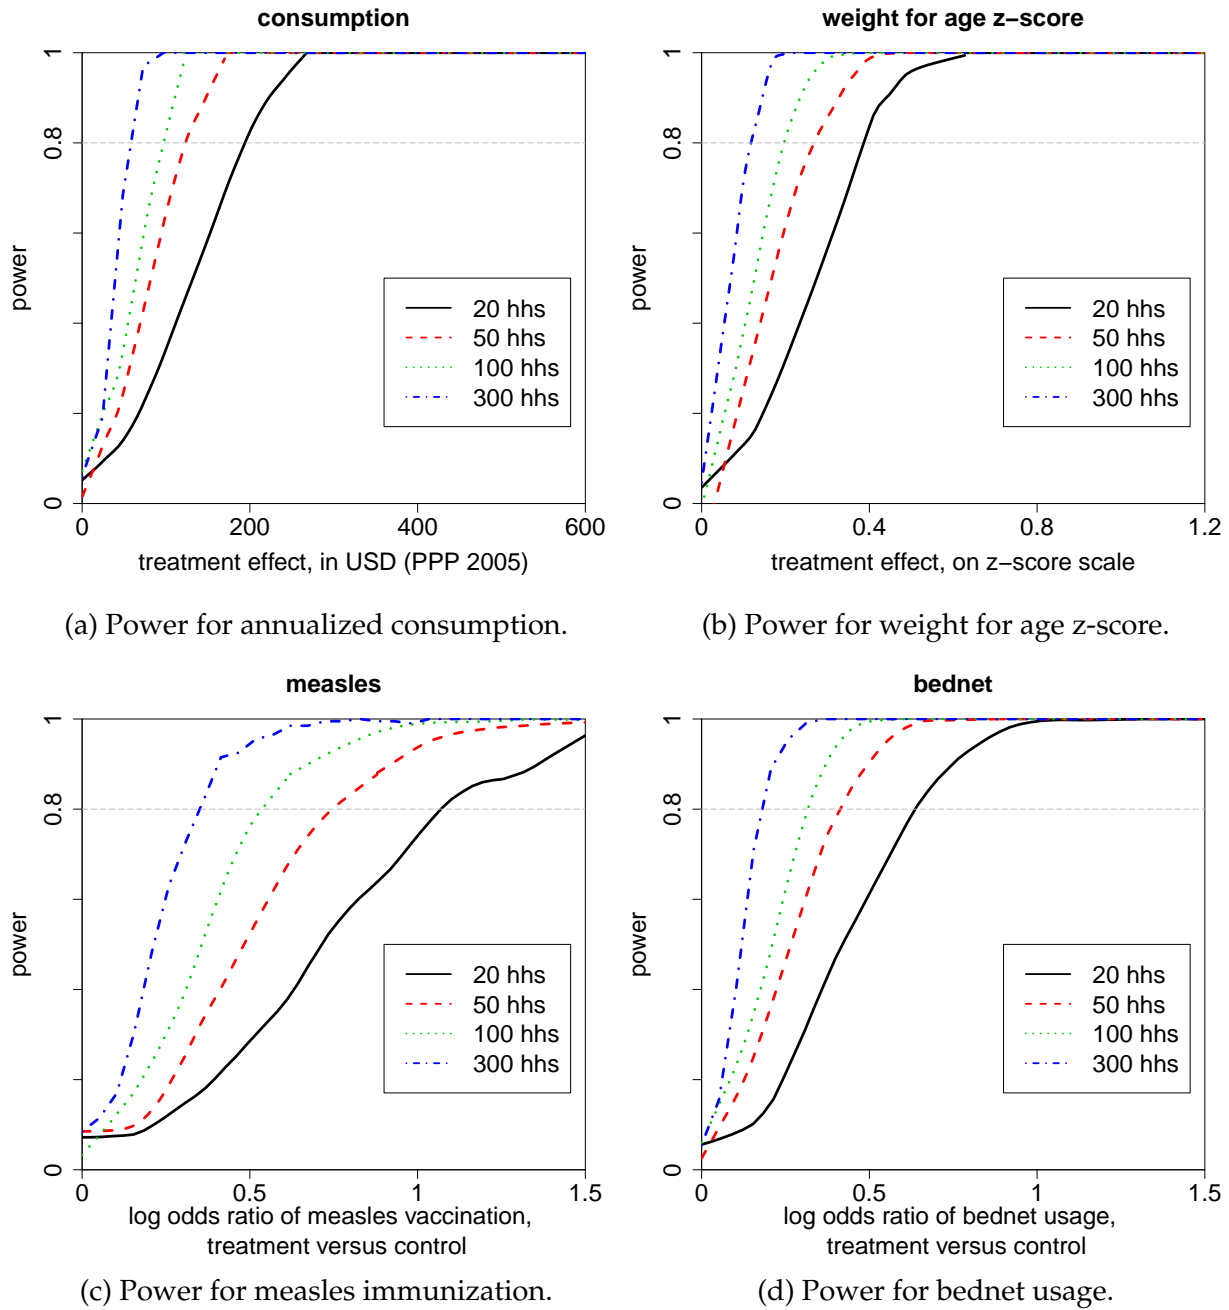 consumption
1
0.8
0
power
20 hhs
50 hhs
100 hhs
300 hhs
0 200 400 600
treatment effect, in USD (PPP 2005)
(a) Power for annualized consumption.
weight for age z−score
1
0.8
0
power
20 hhs
50 hhs
100 hhs
300 hhs
0 0.4 0.8 1.2
treatment effect, on z−score scale
(b) Power for weight for age z-score.
measles
1
0.8
0
power
20 hhs
50 hhs
100 hhs
300 hhs
0 0.5 1 1.5
log odds ratio of measles vaccination,
treatment versus control
(c) Power for measles immunization.
bednet
1
0.8
0
power
20 hhs
50 hhs
100 hhs
300 hhs
0 0.5 1 1.5
log odds ratio of bednet usage,
treatment versus control
(d) Power for bednet usage.